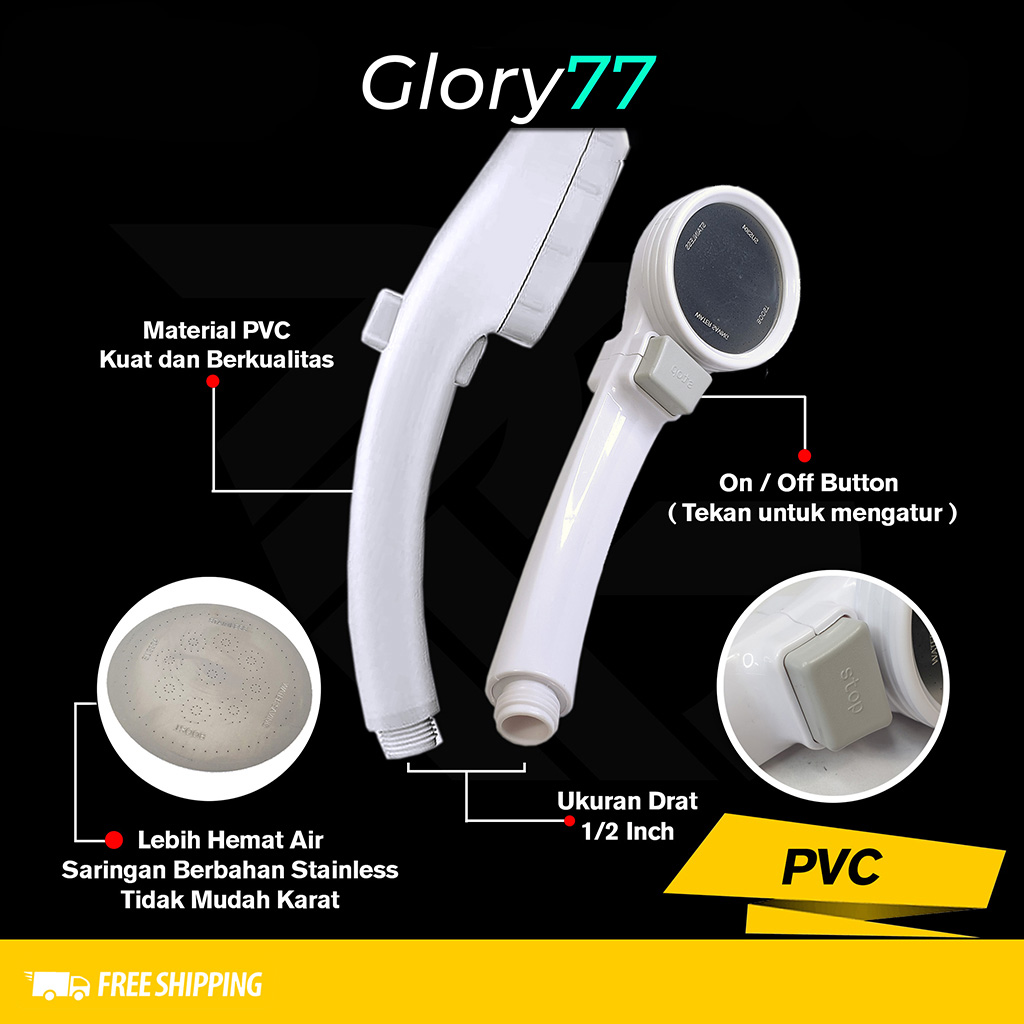 Glory77
Material PVC
Kuat dan Berkualitas
stop
On / Off Button
( Tekan untuk mengatur )
stop
Ukuran Drat
1/2 Inch
Lebih Hemat Air
Saringan Berbahan Stainless
Tidak Mudah Karat
PVC
FREE SHIPPING